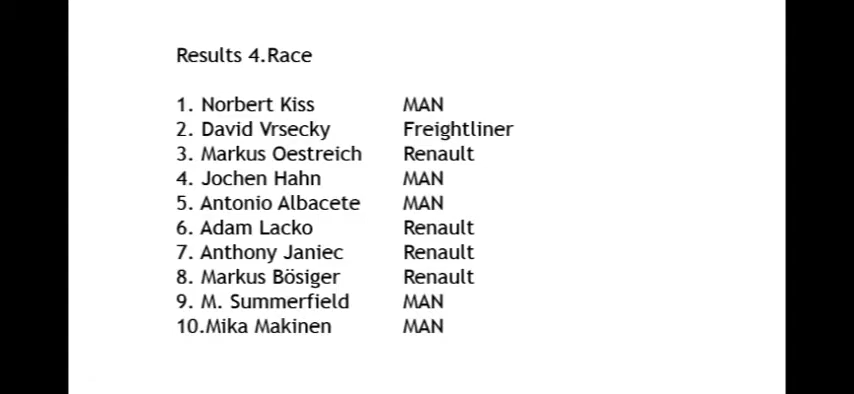 Results 4.Race
1. Norbert Kiss MAN
2. David Vrsecky Freightliner
3. Markus Oestreich Renault
4. Jochen Hahn MAN
5. Antonio Albacete MAN
6. Adam Lacko Renault
7. Anthony Janiec Renault
8. Markus Bösiger Renault
9. M. Summerfield MAN
10.Mika Makinen MAN